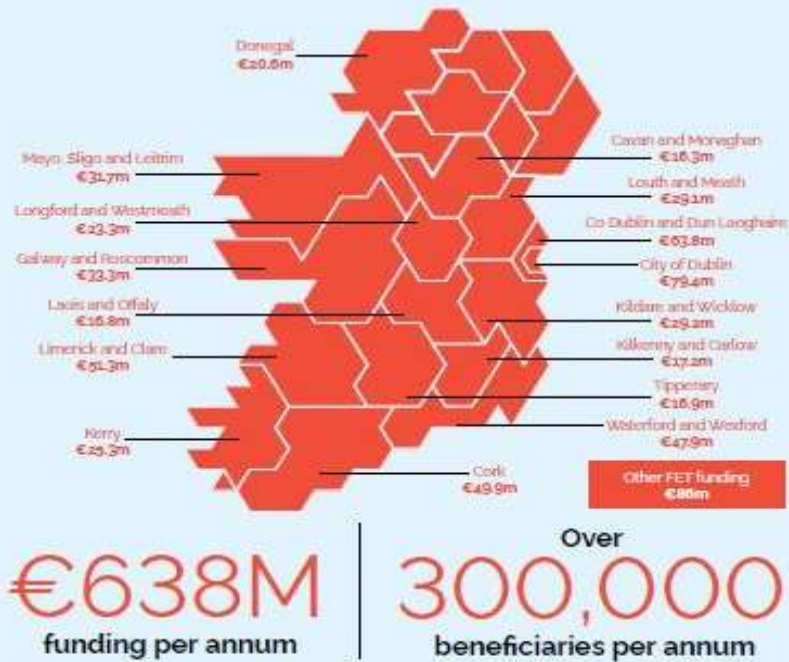 Donegal
€20.6m
Mayo, Sligo and Leitrim
€31.7m
Longford and Westmeath
€23.3m
Galway and Roscommon
€33.3m
Laois and Offaly
€16.8m
Limerick and Clare
€51.3m
Kerry
€25.3m
Cavan and Monaghan
€16.3m
Louth and Meath
€29.1m
Co Dublin and Dun Laoghaire
€63.8m
City of Dublin
€79.4m
Kildare and Wicklow
€29.2m
Kilkenny and Carlow
€17.2m
Tipperary
€16.9m
Waterford and Wexford
€47.9m
Cork
€49.9m
Other FET funding
€86m
€638M
funding per annum
Over
300,000
beneficiaries per annum